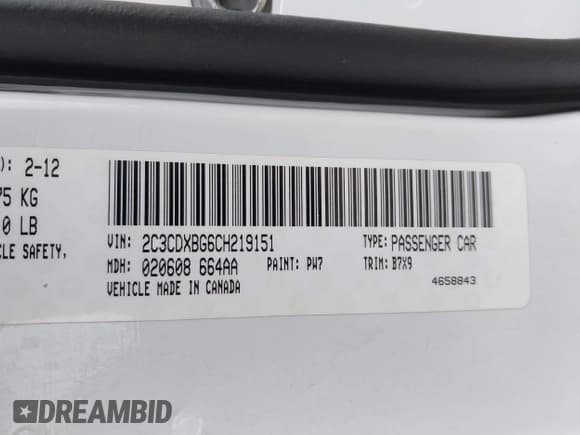 ): 2-12
75 KG
0 LB
CLE SAFETY,
VIN: 2C3CDXBG6CH219151 TYPE: PASSENGER CAR
MDH: 020608 664AA PAINT: PW7 TRIM: B7X9
VEHICLE MADE IN CANADA 4658843
DREAMBID